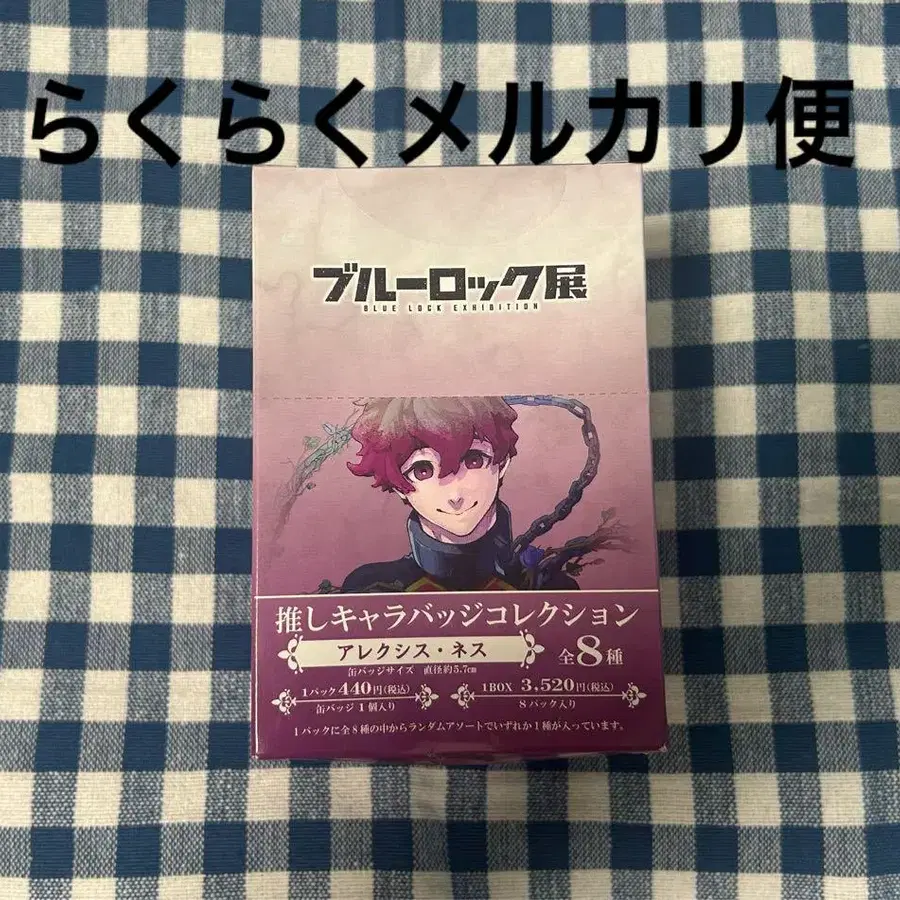 らくらくメルカリ便
ブルーロック展
BLUE LOCK EXHIBITION
推しキャラバッジコレクション
アレクシス・ネス
全8種
缶バッジサイズ 直径約5.7cm
1パック 440円(税込)
缶バッジ1個入り
1BOX 3,520円(税込)
8パック入り
1パックに全8種の中からランダムアソートでいずれか1種が入っています。